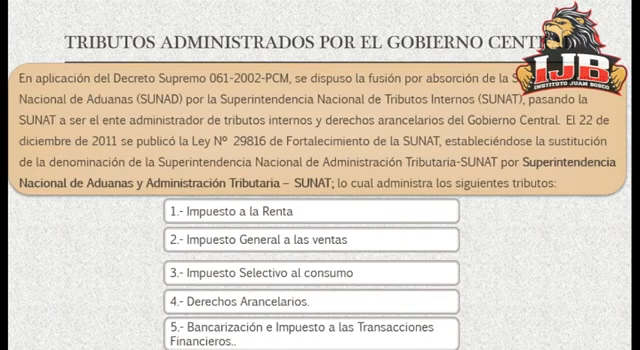 TRIBUTOS ADMINISTRADOS POR EL GOBIERNO
En aplicación del Decreto Supremo 061-2002-PCM, se dispuso la fusión por absorción de la
Nacional de Aduanas (SUNAD) por la Superintendencia Nacional de Tributos Internos (SUNAT), pasando la
SUNAT a ser el ente administrador de tributos internos y derechos arancelarios del Gobierno Central. El 22 de
diciembre de 2011 se publicó la Ley Nº 29816 de Fortalecimiento de la SUNAT, estableciéndose la sustitución
de la denominación de la Superintendencia Nacional de Administración Tributaria-SUNAT por Superintendencia
Nacional de Aduanas y Administración Tributaria – SUNAT; lo cual administra los siguientes tributos:
1.- Impuesto a la Renta
2.- Impuesto General a las ventas
3.- Impuesto Selectivo al consumo
4.- Derechos Arancelarios.
5.- Bancarización e Impuesto a las Transacciones
Financieros..
IJB
INSTITUTO JUAN BOSCO